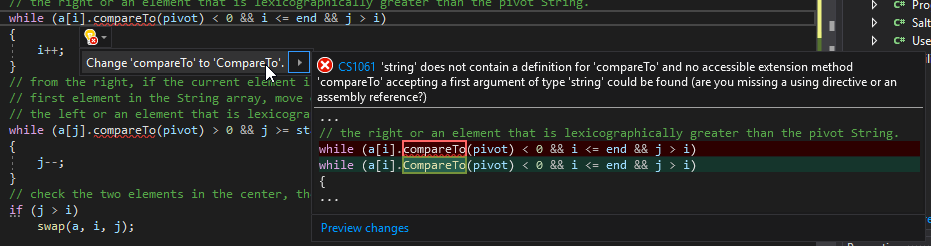 // the right or an element that is lexicographically greater than the pivot String.
while (a[i].compareTo(pivot) < 0 && i <= end && j > i)
{
i++;
}
Change 'compareTo' to 'CompareTo'.
// from the right, if the current element i
// first element in the String array, move
// the left or an element that is lexicogra
while (a[j].compareTo(pivot) > 0 && j >= st
{
j--;
}
// check the two elements in the center, th
if (j > i)
swap(a, i, j);
CS1061 'string' does not contain a definition for 'compareTo' and no accessible extension method
'compareTo' accepting a first argument of type 'string' could be found (are you missing a using directive or an
assembly reference?)
...
// the right or an element that is lexicographically greater than the pivot String.
while (a[i].compareTo(pivot) < 0 && i <= end && j > i)
while (a[i].CompareTo(pivot) < 0 && i <= end && j > i)
{
...
Preview changes
C# Pro
C# Salt
C# Use